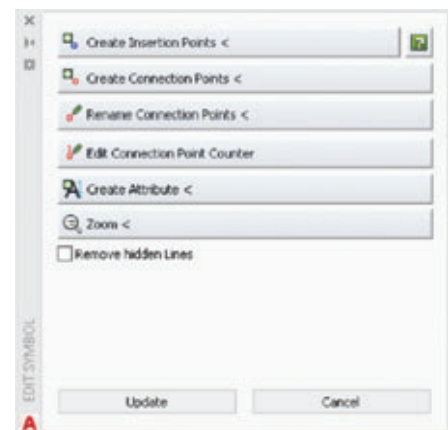 Create Insertion Points <
Create Connection Points <
Rename Connection Points <
Edit Connection Point Counter
Create Attribute <
Zoom <
Remove hidden Lines
Update
Cancel
EDIT SYMBOL